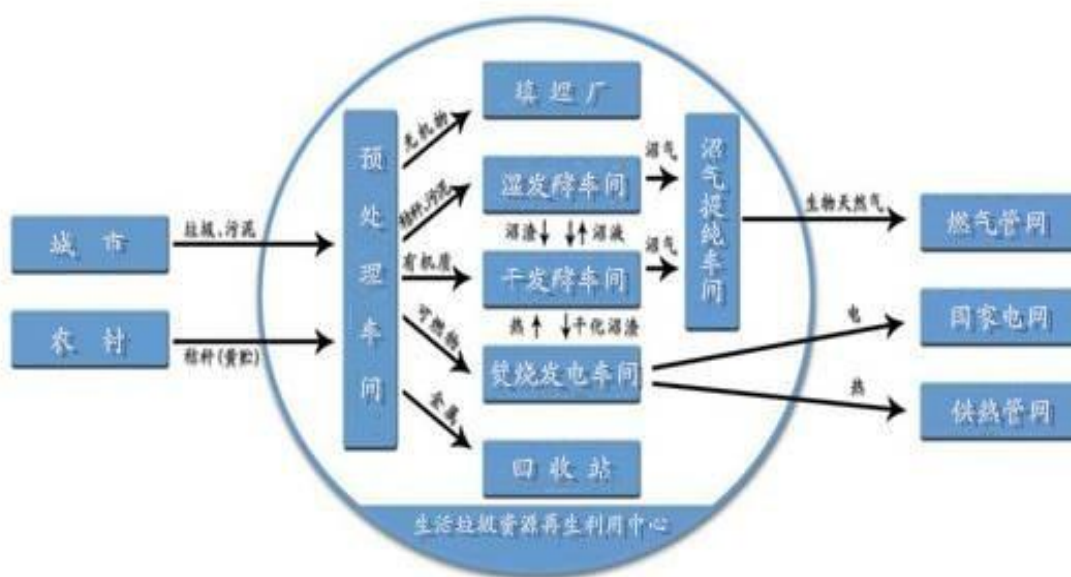 城市
垃圾、污泥
农村
秸秆(黄贮)
预处理车间
无机物
秸秆、污泥
有机质
可燃物
金属
填埋厂
湿发酵车间
沼渣
沼液
干发酵车间
热
干化沼渣
焚烧发电车间
回收站
沼气
沼气
沼气提纯车间
生物天然气
电
热
燃气管网
国家电网
供热管网
生活垃圾资源再生利用中心